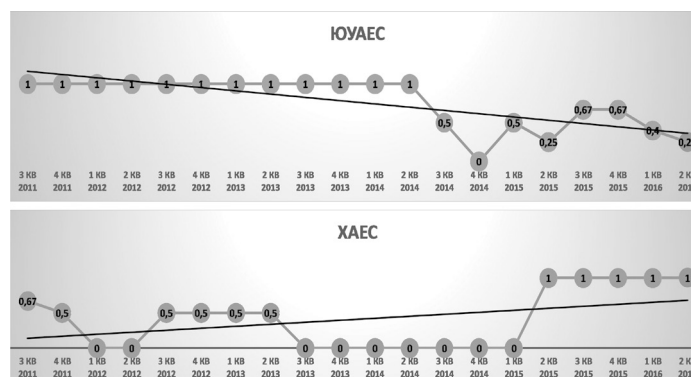 ЮУАЕС
1 1 1 1 1 1 1 1 1 1 1 1 0,5 0 0,5 0,25 0,67 0,67 0,4
3 КВ 4 КВ 1 КВ 2 КВ 3 КВ 4 КВ 1 КВ 2 КВ 3 КВ 4 КВ 1 КВ 2 КВ 3 КВ 4 КВ 1 КВ 2 КВ 3 КВ 4 КВ 1 КВ
2011 2011 2012 2012 2012 2012 2013 2013 2013 2013 2014 2014 2014 2014 2015 2015 2015 2015 2016
ХАЕС
0,67 0,5 0 0 0,5 0,5 0,5 0,5 0 0 0 0 0 0 0 1 1 1 1 1
3 КВ 4 КВ 1 КВ 2 КВ 3 КВ 4 КВ 1 КВ 2 КВ 3 КВ 4 КВ 1 КВ 2 КВ 3 КВ 4 КВ 1 КВ 2 КВ 3 КВ 4 КВ 1 КВ
2011 2011 2012 2012 2012 2012 2013 2013 2013 2013 2014 2014 2014 2014 2015 2015 2015 2015 2016